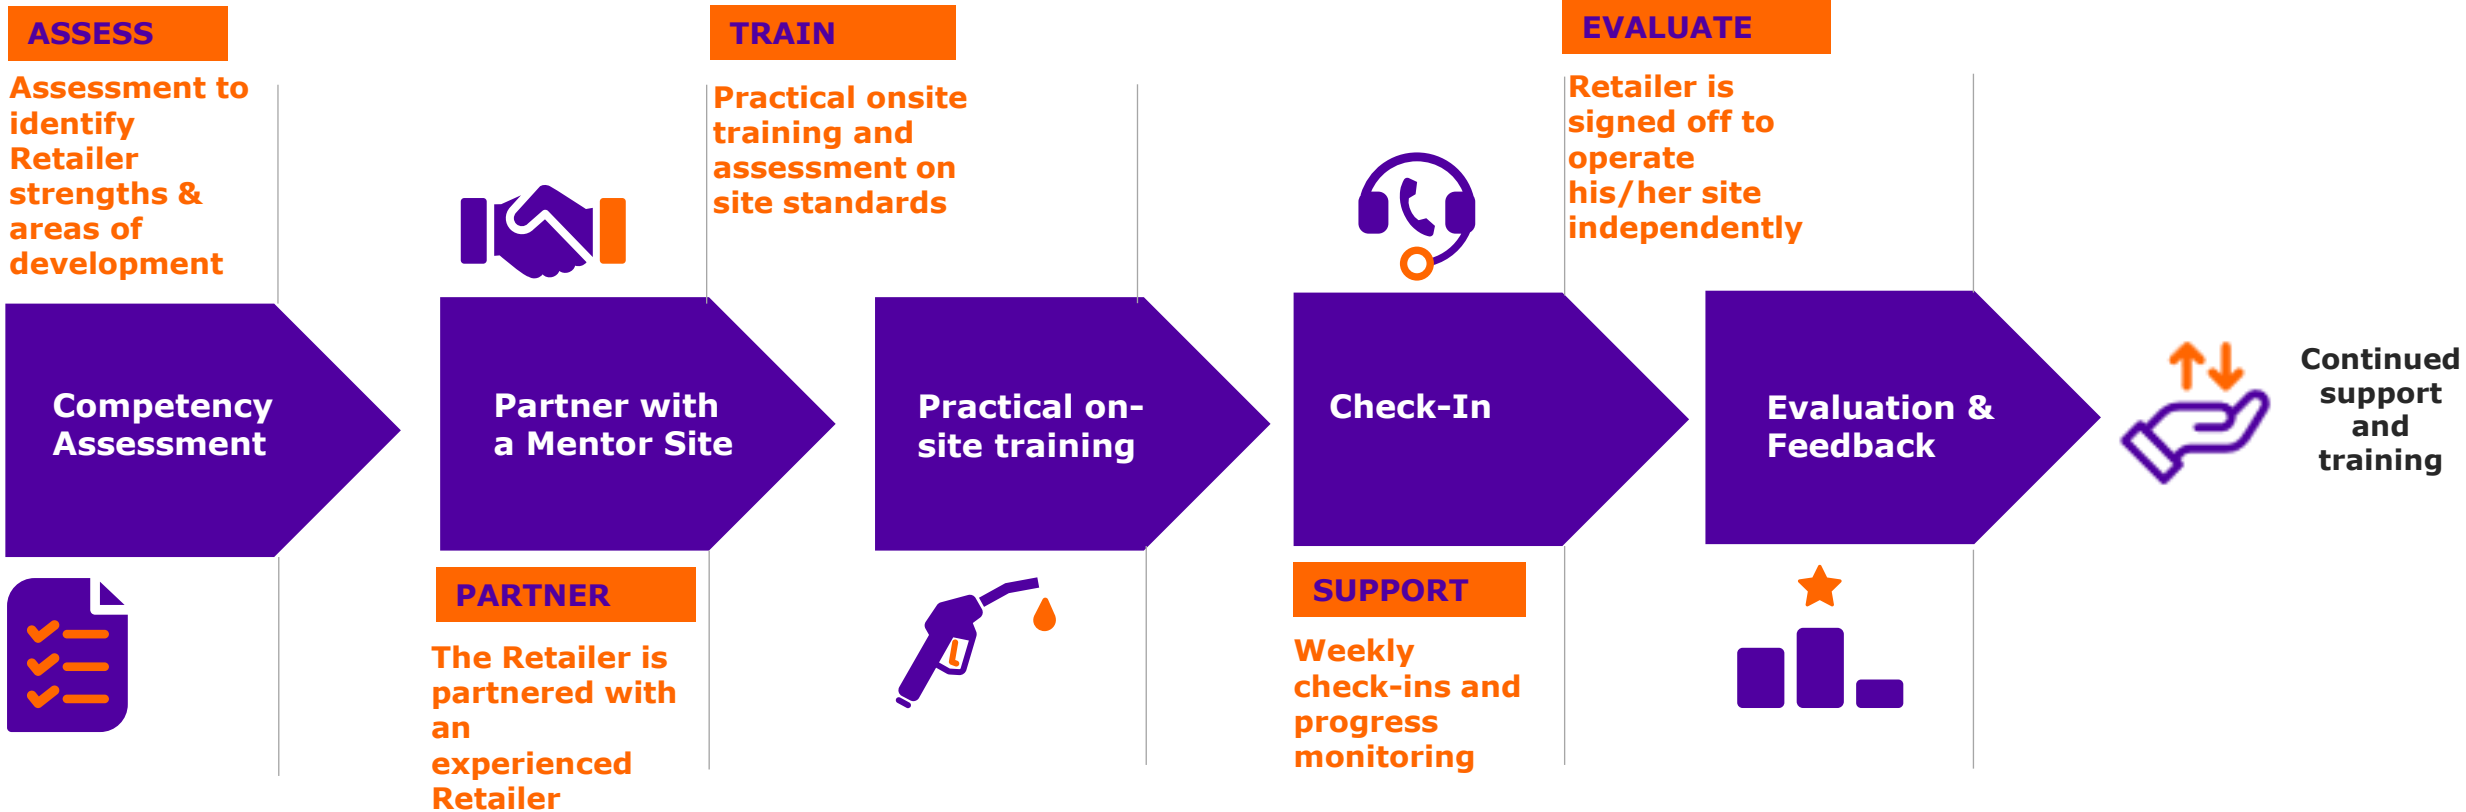 ASSESS
Assessment to
identify
Retailer
strengths &
areas of
development
Competency
Assessment
Partner with
a Mentor Site
PARTNER
The Retailer is
partnered with
an
experienced
Retailer
TRAIN
Practical onsite
training and
assessment on
site standards
Practical on-
site training
Check-In
SUPPORT
Weekly
check-ins and
progress
monitoring
EVALUATE
Retailer is
signed off to
operate
his/her site
independently
Evaluation &
Feedback
Continued
support
and
training